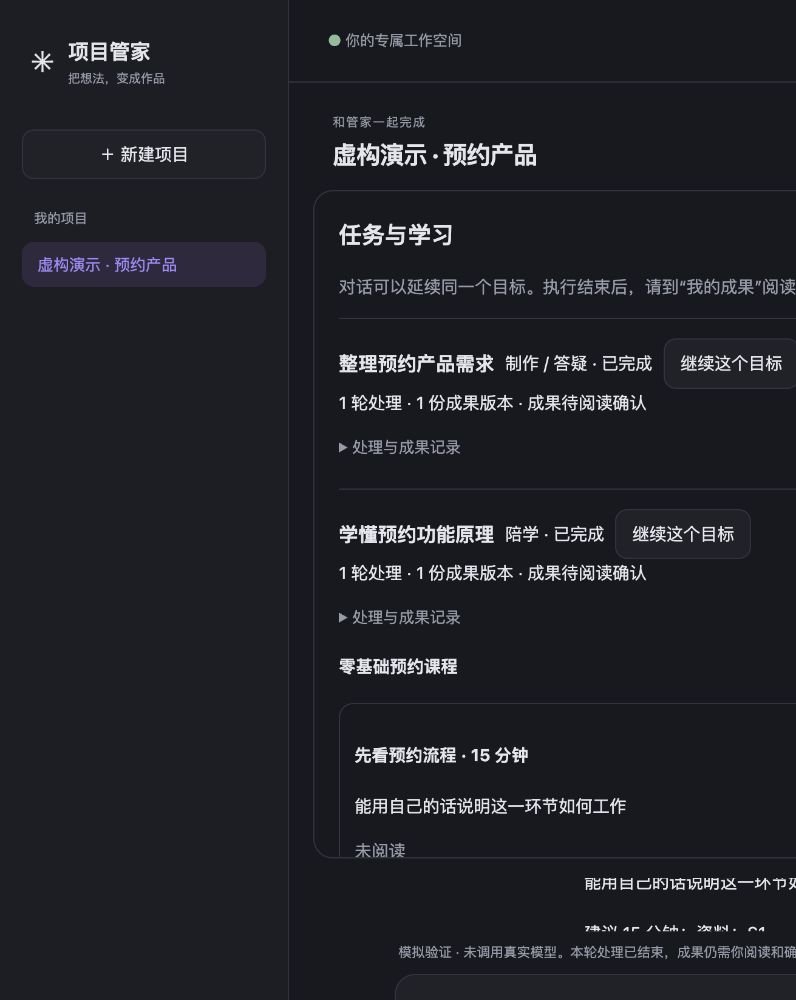 项目管家
把想法，变成作品
+ 新建项目
我的项目
虚构演示 · 预约产品
你的专属工作空间
和管家一起完成
虚构演示 · 预约产品
任务与学习
对话可以延续同一个目标。执行结束后，请到“我的成果”阅读
整理预约产品需求 制作 / 答疑 · 已完成 继续这个目标
1 轮处理 · 1 份成果版本 · 成果待阅读确认
▶ 处理与成果记录
学懂预约功能原理 陪学 · 已完成 继续这个目标
1 轮处理 · 1 份成果版本 · 成果待阅读确认
▶ 处理与成果记录
零基础预约课程
先看预约流程 · 15 分钟
能用自己的话说明这一环节如何工作
未阅读
能用自己的话说明这一环节
模拟验证 · 未调用真实模型。本轮处理已结束，成果仍需你阅读和确